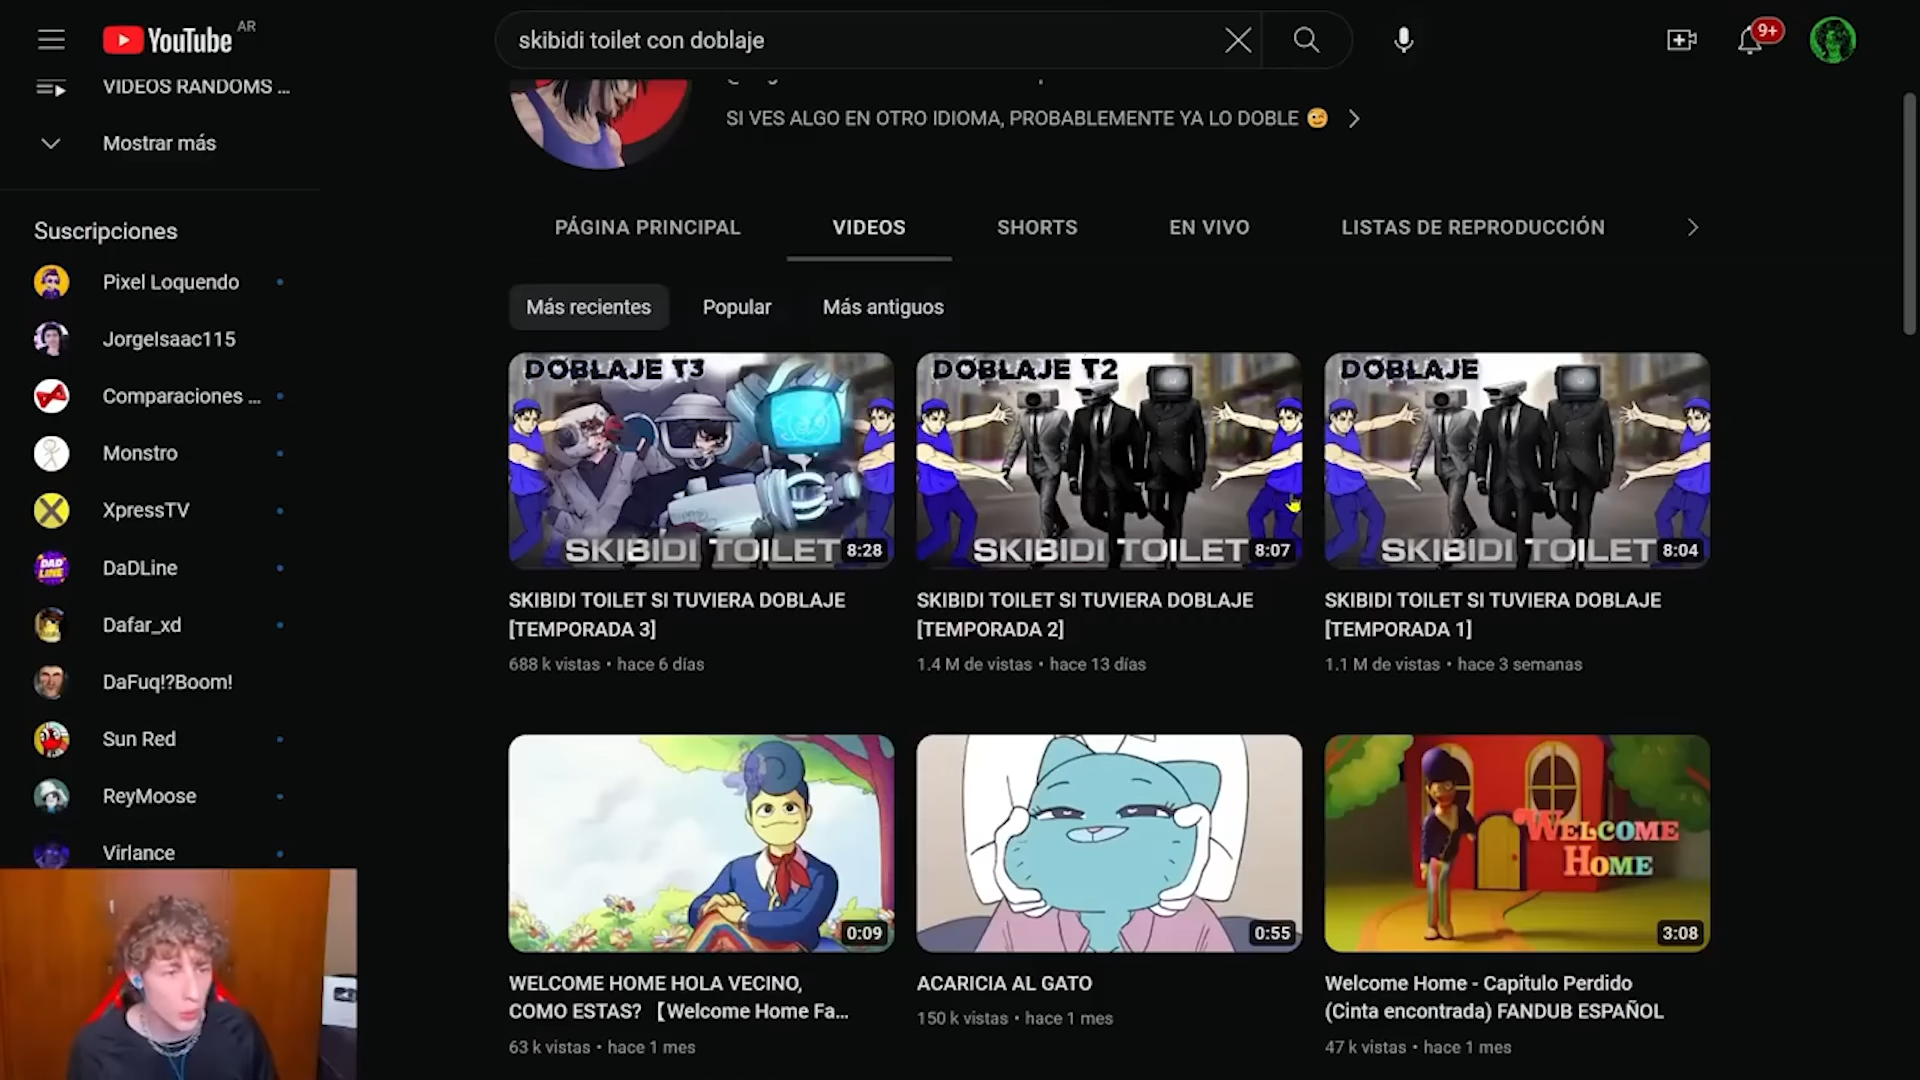 YouTube AR
skibidi toilet con doblaje
9+
VIDEOS RANDOMS ...
Mostrar más
Suscripciones
Pixel Loquendo
JorgeIsaac115
Comparaciones ...
Monstro
XpressTV
DaDLine
Dafar_xd
DaFuq!?Boom!
Sun Red
ReyMoose
Virlance
SI VES ALGO EN OTRO IDIOMA, PROBABLEMENTE YA LO DOBLE 😉
PÁGINA PRINCIPAL VIDEOS SHORTS EN VIVO LISTAS DE REPRODUCCIÓN
Más recientes Popular Más antiguos
DOBLAJE T3
SKIBIDI TOILET
8:28
SKIBIDI TOILET SI TUVIERA DOBLAJE
[TEMPORADA 3]
688 k vistas • hace 6 días
DOBLAJE T2
SKIBIDI TOILET
8:07
SKIBIDI TOILET SI TUVIERA DOBLAJE
[TEMPORADA 2]
1.4 M de vistas • hace 13 días
DOBLAJE
SKIBIDI TOILET
8:04
SKIBIDI TOILET SI TUVIERA DOBLAJE
[TEMPORADA 1]
1.1 M de vistas • hace 3 semanas
0:09
WELCOME HOME HOLA VECINO,
COMO ESTAS? 【Welcome Home Fa...
63 k vistas • hace 1 mes
0:55
ACARICIA AL GATO
150 k vistas • hace 1 mes
WELCOME
HOME
3:08
Welcome Home - Capitulo Perdido
(Cinta encontrada) FANDUB ESPAÑOL
47 k vistas • hace 1 mes